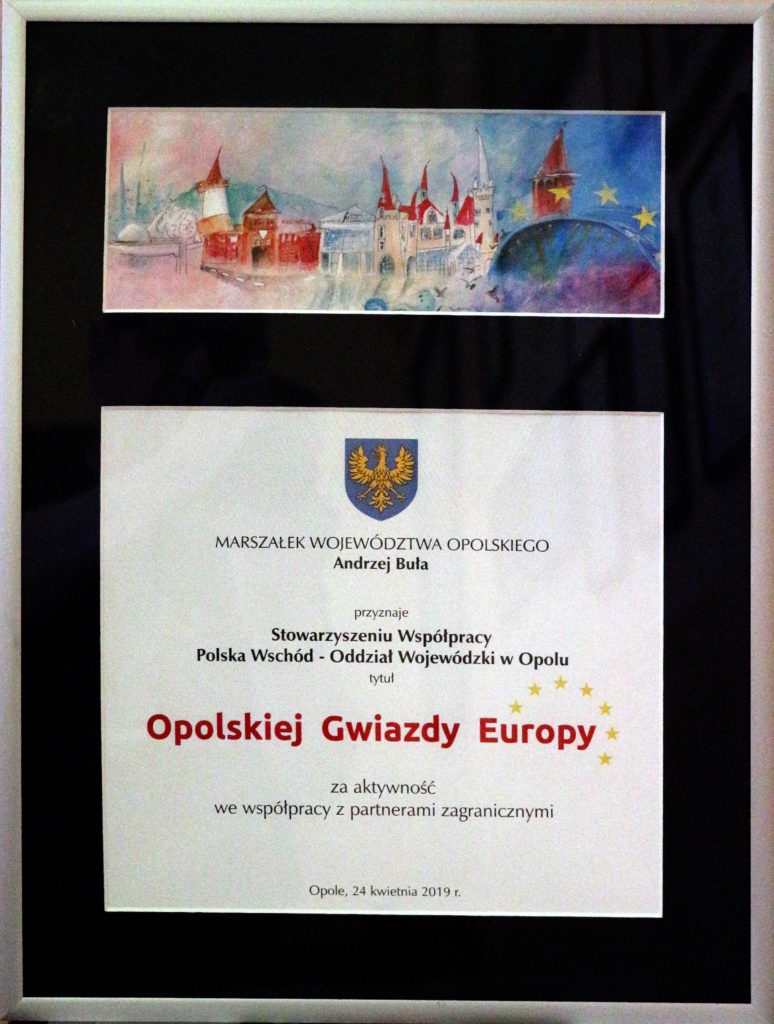 MARSZAŁEK WOJEWÓDZTWA OPOLSKIEGO
Andrzej Buła
przyznaje
Stowarzyszeniu Współpracy
Polska Wschód - Oddział Wojewódzki w Opolu
tytuł
Opolskiej Gwiazdy Europy
za aktywność
we współpracy z partnerami zagranicznymi
Opole, 24 kwietnia 2019 r.